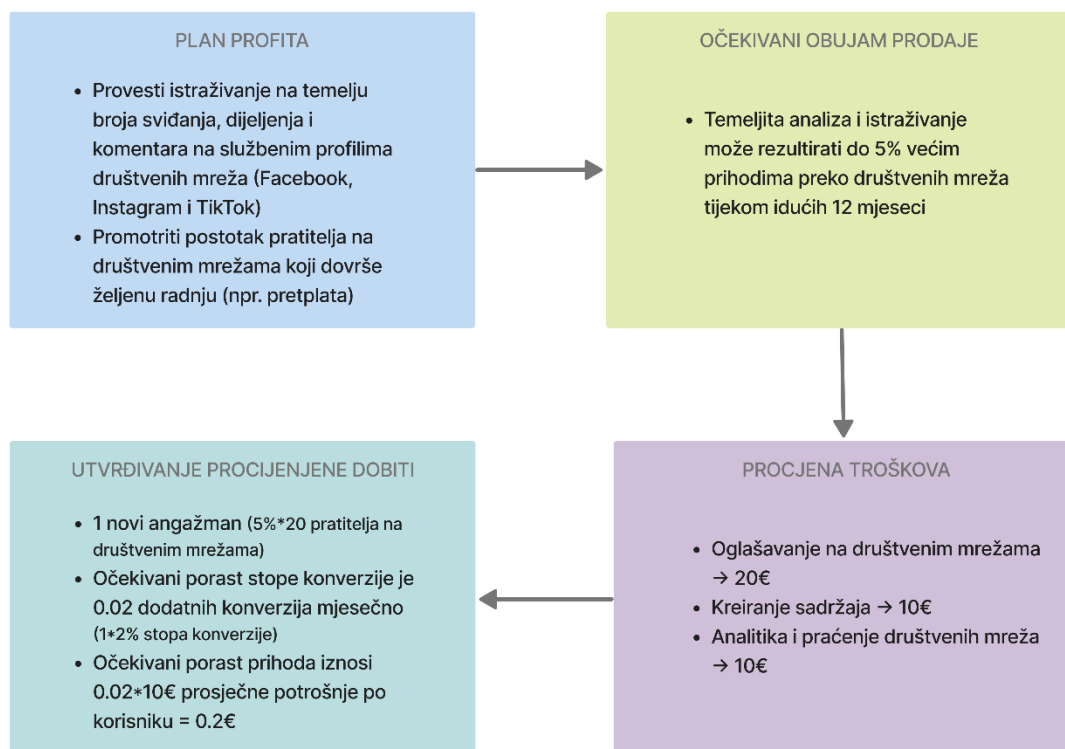 PLAN PROFITA
• Provesti istraživanje na temelju
broja sviđanja, dijeljenja i
komentara na službenim profilima
društvenih mreža (Facebook,
Instagram i TikTok)
• Promotriti postotak pratitelja na
društvenim mrežama koji dovrše
željenu radnju (npr. pretplata)
OČEKIVANI OBUJAM PRODAJE
• Temeljita analiza i istraživanje
može rezultirati do 5% većim
prihodima preko društvenih mreža
tijekom idućih 12 mjeseci
PROCJENA TROŠKOVA
• Oglašavanje na društvenim mrežama
→ 20€
• Kreiranje sadržaja → 10€
• Analitika i praćenje društvenih mreža
→ 10€
UTVRĐIVANJE PROCIJENJENE DOBITI
• 1 novi angažman (5%*20 pratitelja na
društvenim mrežama)
• Očekivani porast stope konverzije je
0.02 dodatnih konverzija mjesečno
(1*2% stopa konverzije)
• Očekivani porast prihoda iznosi
0.02*10€ prosječne potrošnje po
korisniku = 0.2€